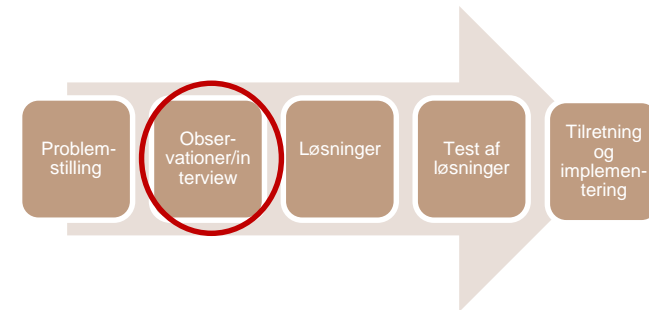 Problem-
stilling
Obser-
vationer/in
terview
Løsninger
Test af
løsninger
Tilretning
og
implemen-
tering